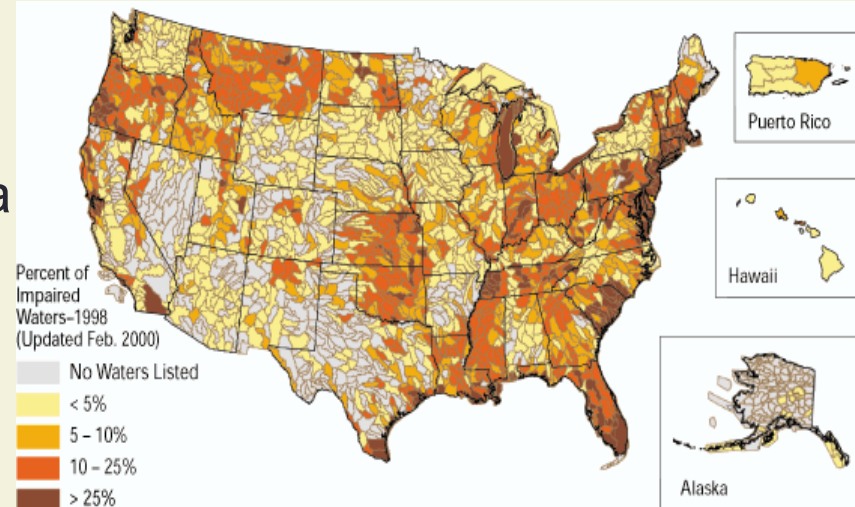 a
Puerto Rico
Hawaii
Alaska
Percent of
Impaired
Waters–1998
(Updated Feb. 2000)
No Waters Listed
< 5%
5 – 10%
10 – 25%
> 25%